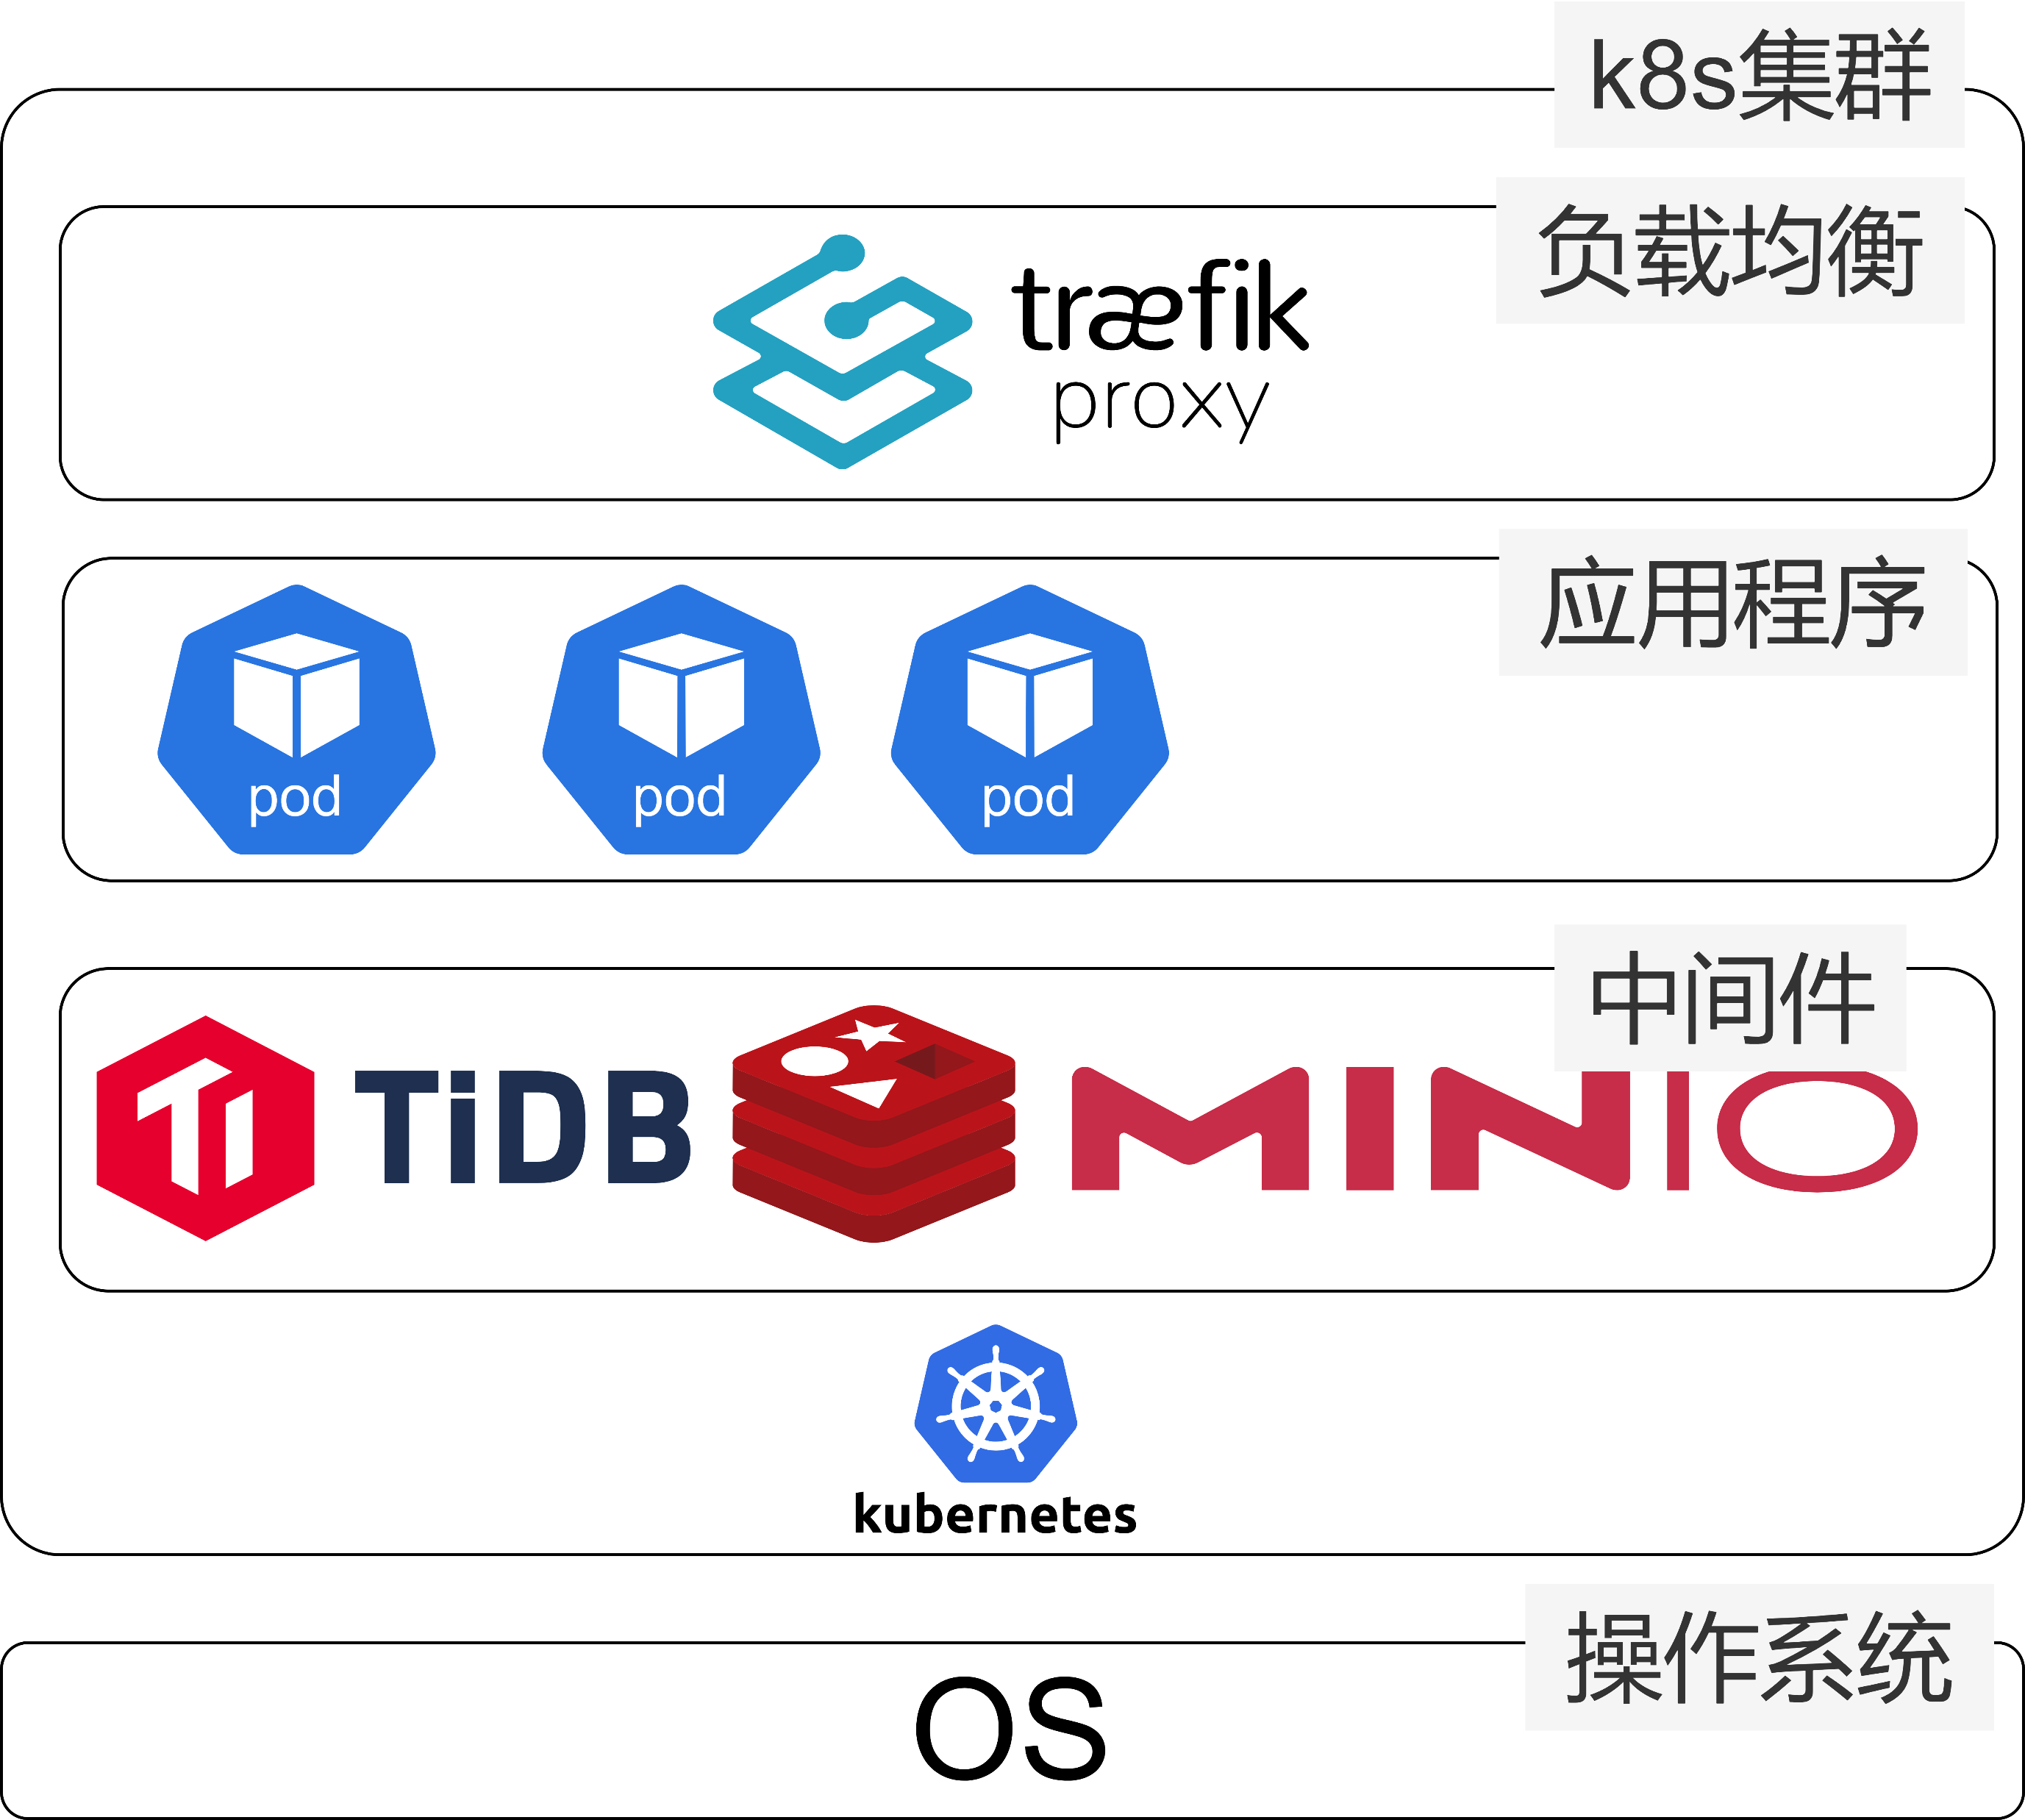 k8s集群
负载均衡
træfik
proxy
应用程序
pod
pod
pod
中间件
TiDB
MINIO
kubernetes
操作系统
OS